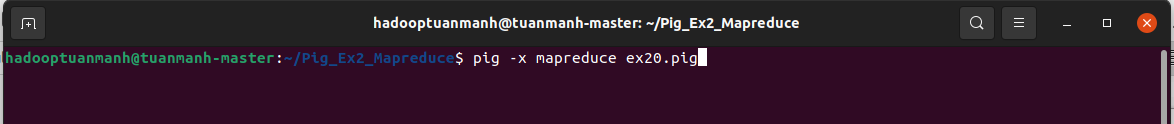 hadooptuanmanh@tuanmanh-master: ~/Pig_Ex2_Mapreduce
hadooptuanmanh@tuanmanh-master:~/Pig_Ex2_Mapreduce$ pig -x mapreduce ex20.pig